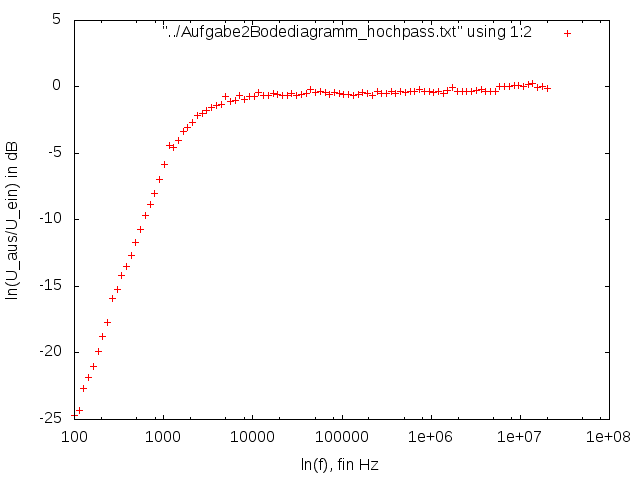 "../Aufgabe2Bodediagramm_hochpass.txt" using 1:2
5
0
-5
-10
-15
-20
-25
ln(U_aus/U_ein) in dB
100 1000 10000 100000 1e+06 1e+07 1e+08
ln(f), fin Hz